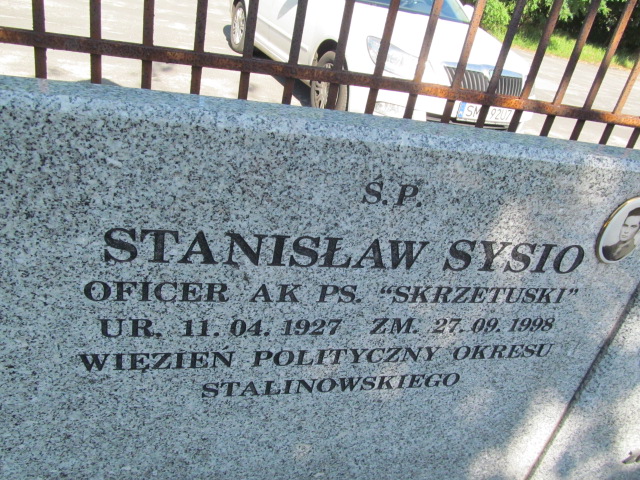 Ś.P.
STANISŁAW SYSIO
OFICER AK PS. "SKRZETUSKI"
UR. 11.04.1927 ZM. 27.09.1998
WIĘZIEŃ POLITYCZNY OKRESU
STALINOWSKIEGO